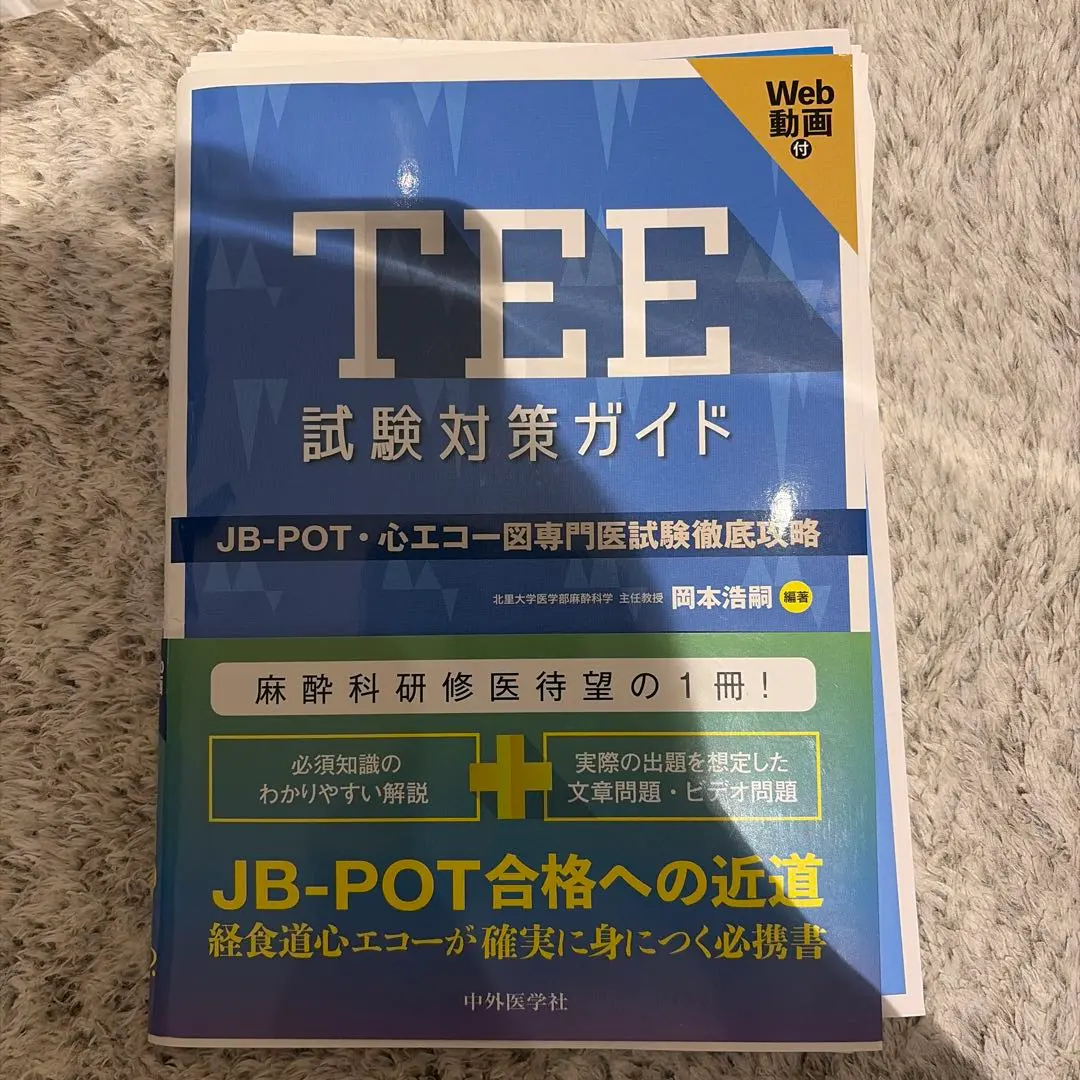 Web
動画
付
TEE
試験対策ガイド
JB-POT・心エコー図専門医試験徹底攻略
北里大学医学部麻酔科学 主任教授 岡本浩嗣 編著
麻酔科研修医待望の1冊!
必須知識の
わかりやすい解説
実際の出題を想定した
文章問題・ビデオ問題
JB-POT合格への近道
経食道心エコーが確実に身につく必携書
中外医学社